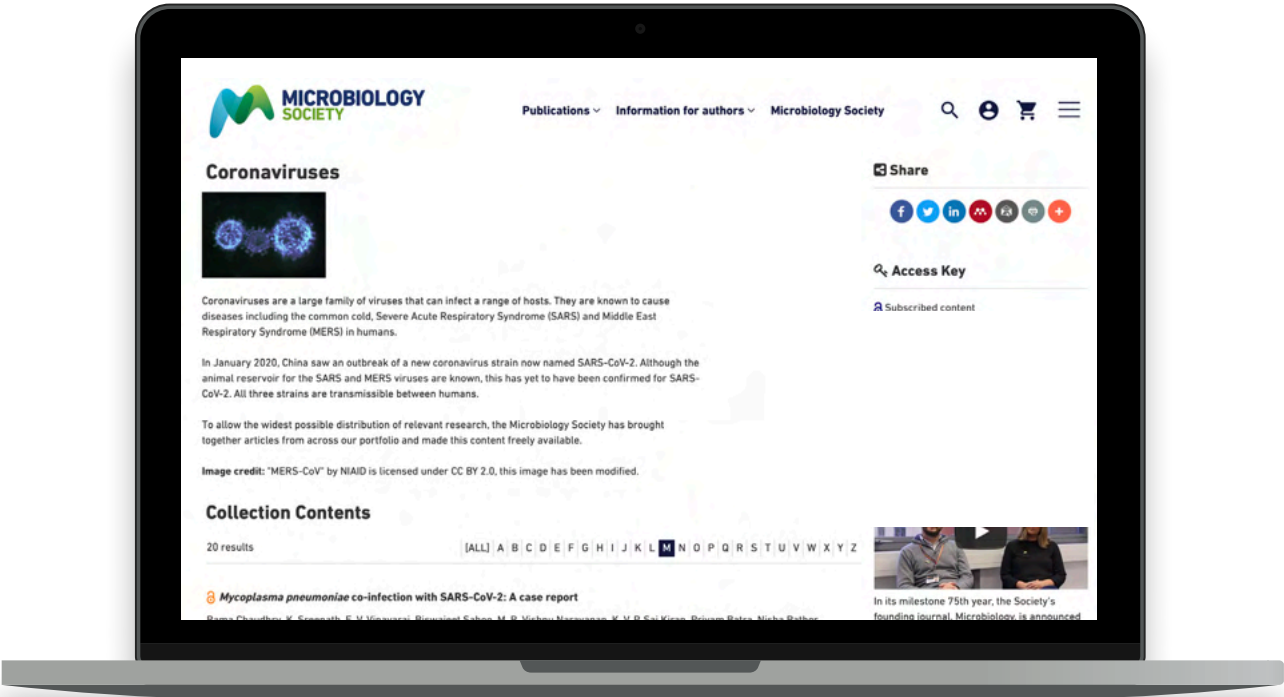 MICROBIOLOGY
SOCIETY
Publications
Information for authors
Microbiology Society
Coronaviruses
Coronaviruses are a large family of viruses that can infect a range of hosts. They are known to cause
diseases including the common cold, Severe Acute Respiratory Syndrome (SARS) and Middle East
Respiratory Syndrome (MERS) in humans.
In January 2020, China saw an outbreak of a new coronavirus strain now named SARS-CoV-2. Although the
animal reservoir for the SARS and MERS viruses are known, this has yet to have been confirmed for SARS-
CoV-2. All three strains are transmissible between humans.
To allow the widest possible distribution of relevant research, the Microbiology Society has brought
together articles from across our portfolio and made this content freely available.
Image credit: "MERS-CoV" by NIAID is licensed under CC BY 2.0, this image has been modified.
Collection Contents
20 results
[ALL] A B C D E F G H I J K L M N O P Q R S T U V W X Y Z
Mycoplasma pneumoniae co-infection with SARS-CoV-2: A case report
Share
Access Key
Subscribed content
In its milestone 75th year, the Society's
founding journal, Microbiology, is announced